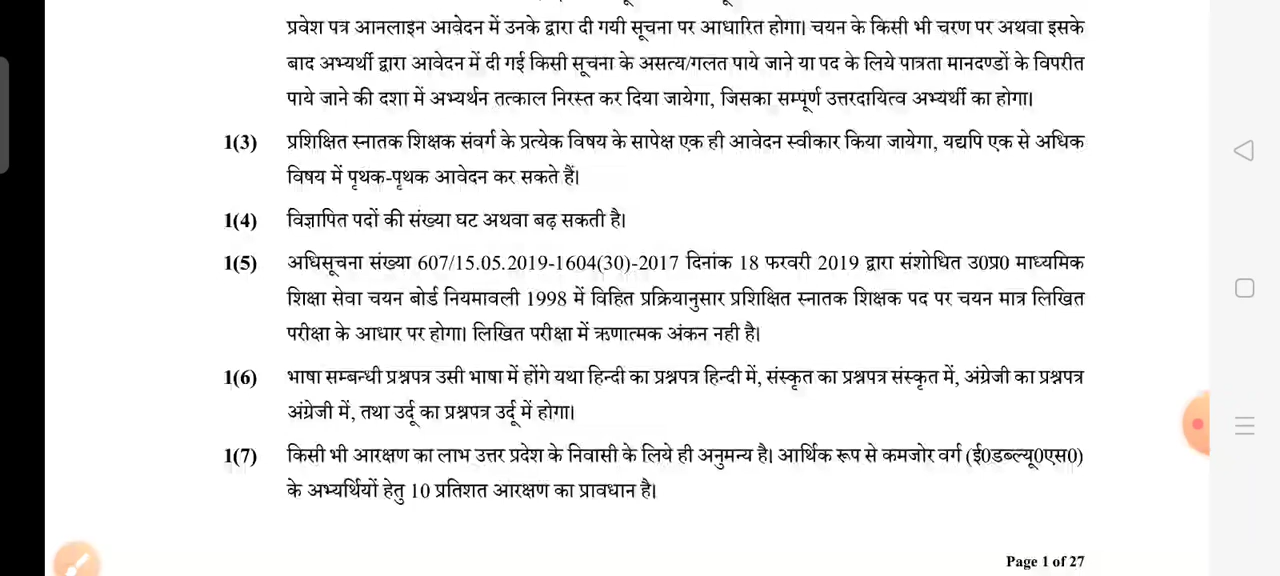 प्रवेश पत्र आनलाइन आवेदन में उनके द्वारा दी गयी सूचना पर आधारित होगा। चयन के किसी भी चरण पर अथवा इसके
बाद अभ्यर्थी द्वारा आवेदन में दी गई किसी सूचना के असत्य/गलत पाये जाने या पद के लिये पात्रता मानदण्डों के विपरीत
पाये जाने की दशा में अभ्यर्थन तत्काल निरस्त कर दिया जायेगा, जिसका सम्पूर्ण उत्तरदायित्व अभ्यर्थी का होगा।
1(3) प्रशिक्षित स्नातक शिक्षक संवर्ग के प्रत्येक विषय के सापेक्ष एक ही आवेदन स्वीकार किया जायेगा, यद्यपि एक से अधिक
विषय में पृथक-पृथक आवेदन कर सकते हैं।
1(4) विज्ञापित पदों की संख्या घट अथवा बढ़ सकती है।
1(5) अधिसूचना संख्या 607/15.05.2019-1604(30)-2017 दिनांक 18 फरवरी 2019 द्वारा संशोधित उ0प्र0 माध्यमिक
शिक्षा सेवा चयन बोर्ड नियमावली 1998 में विहित प्रक्रियानुसार प्रशिक्षित स्नातक शिक्षक पद पर चयन मात्र लिखित
परीक्षा के आधार पर होगा। लिखित परीक्षा में ऋणात्मक अंकन नही है।
1(6) भाषा सम्बन्धी प्रश्नपत्र उसी भाषा में होंगे यथा हिन्दी का प्रश्नपत्र हिन्दी में, संस्कृत का प्रश्नपत्र संस्कृत में, अंग्रेजी का प्रश्नपत्र
अंग्रेजी में, तथा उर्दू का प्रश्नपत्र उर्दू में होगा।
1(7) किसी भी आरक्षण का लाभ उत्तर प्रदेश के निवासी के लिये ही अनुमन्य है। आर्थिक रूप से कमजोर वर्ग (ई0डब्ल्यू0एस0)
के अभ्यर्थियों हेतु 10 प्रतिशत आरक्षण का प्रावधान है।
Page 1 of 27